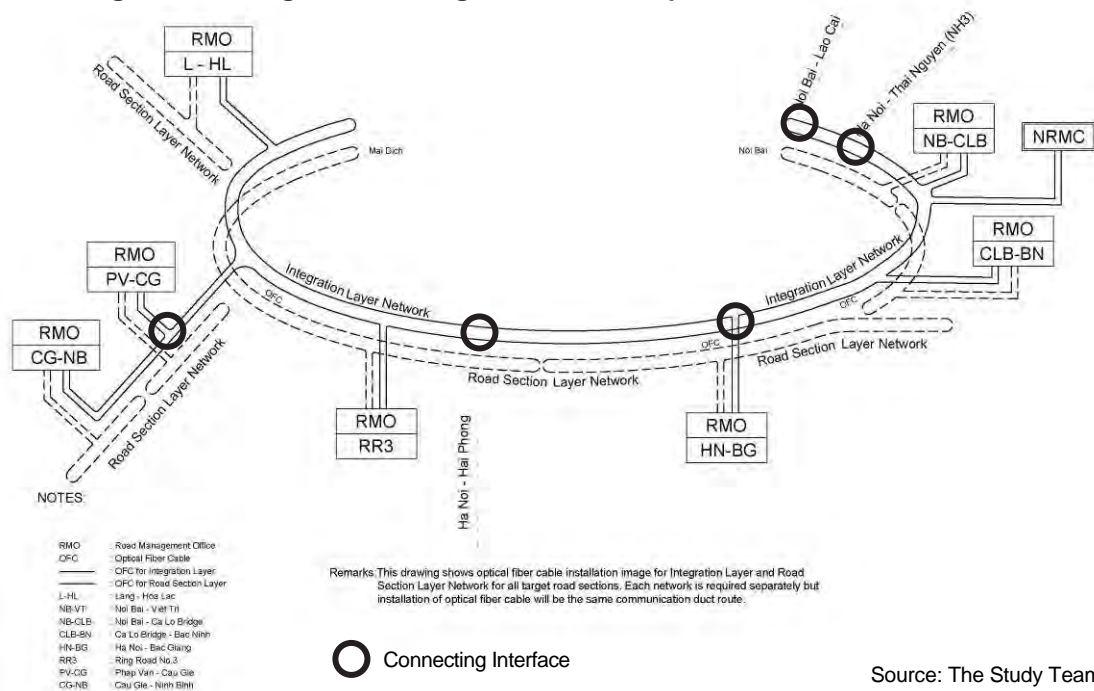 RMO
L - HL
Road Section Layer Network
Mai Dich
Noi Bai - Lao Cai
Ha Noi - Thai Nguyen (NH3)
Nôi Bai
RMO
NB-CLB
NRMC
RMO
CLB-BN
RMO
PV-CG
RMO
CG-NB
Integration Layer Network
OFC
Integration Layer Network
OFC
OFC
Road Section Layer Network
Road Section Layer Network
Road Section Layer Network
RMO
RR3
RMO
HN-BG
Ha Noi - Hai Phong
NOTES:
RMO : Road Management Office
OFC : Optical Fiber Cable
: OFC for Integration Layer
: OFC for Road Section Layer
L-HL : Lang - Hoa Lac
NB-VT : Noi Bai - Viet Tri
NB-CLB : Noi Bai - Ca Lo Bridge
CLB-BN : Ca Lo Bridge - Bac Ninh
HN-BG : Ha Noi - Bac Giang
RR3 : Ring Road No.3
PV-CG : Phap Van - Cau Gie
CG-NB : Cau Gie - Ninh Binh
Remarks: This drawing shows optical fiber cable installation image for Integration Layer and Road
Section Layer Network for all target road sections. Each network is required separately but
installation of optical fiber cable will be the same communication duct route.
Connecting Interface
Source: The Study Team